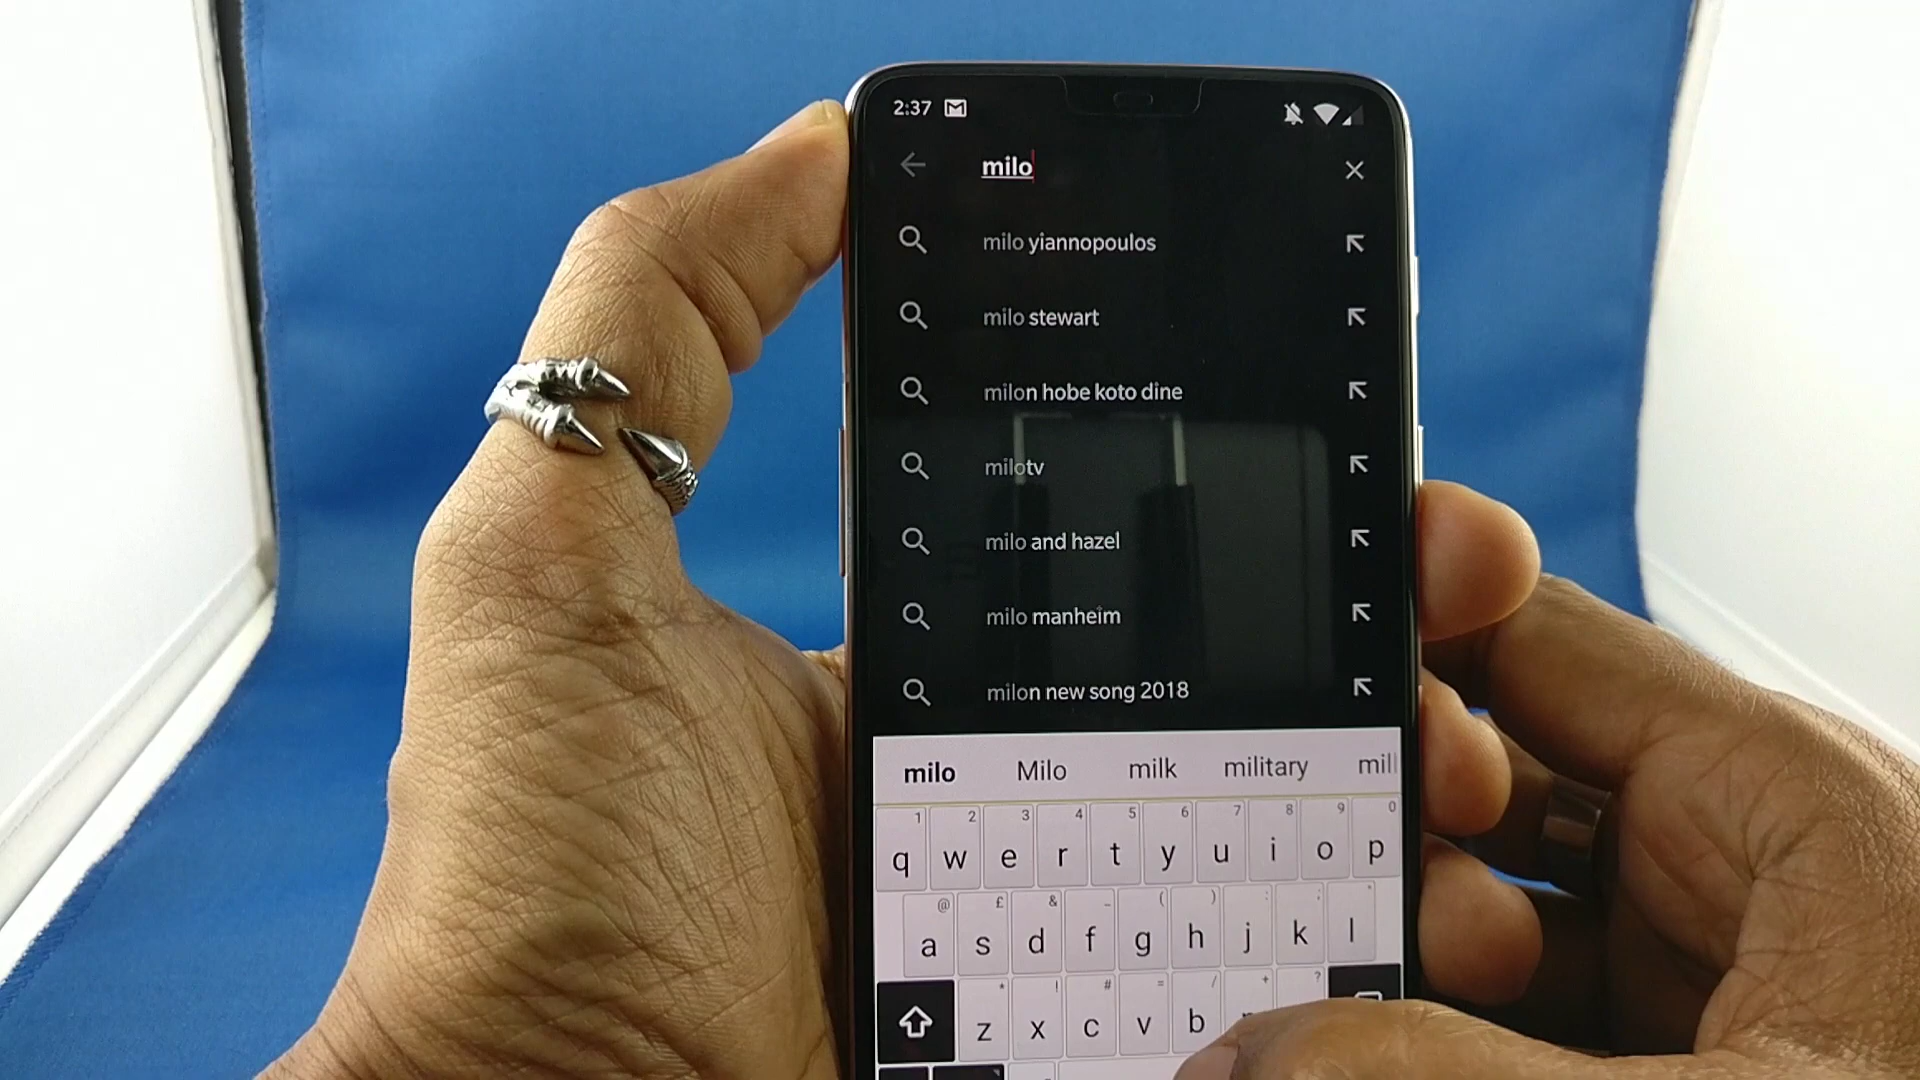 2:37
milo
milo yiannopoulos
milo stewart
milon hobe koto dine
milotv
milo and hazel
milo manheim
milon new song 2018
milo Milo milk military mil
1 2 3 4 5 6 7 8 9 0
q w e r t y u i o p
@ £ & _ ( ) : ;
a s d f g h j k l
* ! # = / + ?
z x c v b